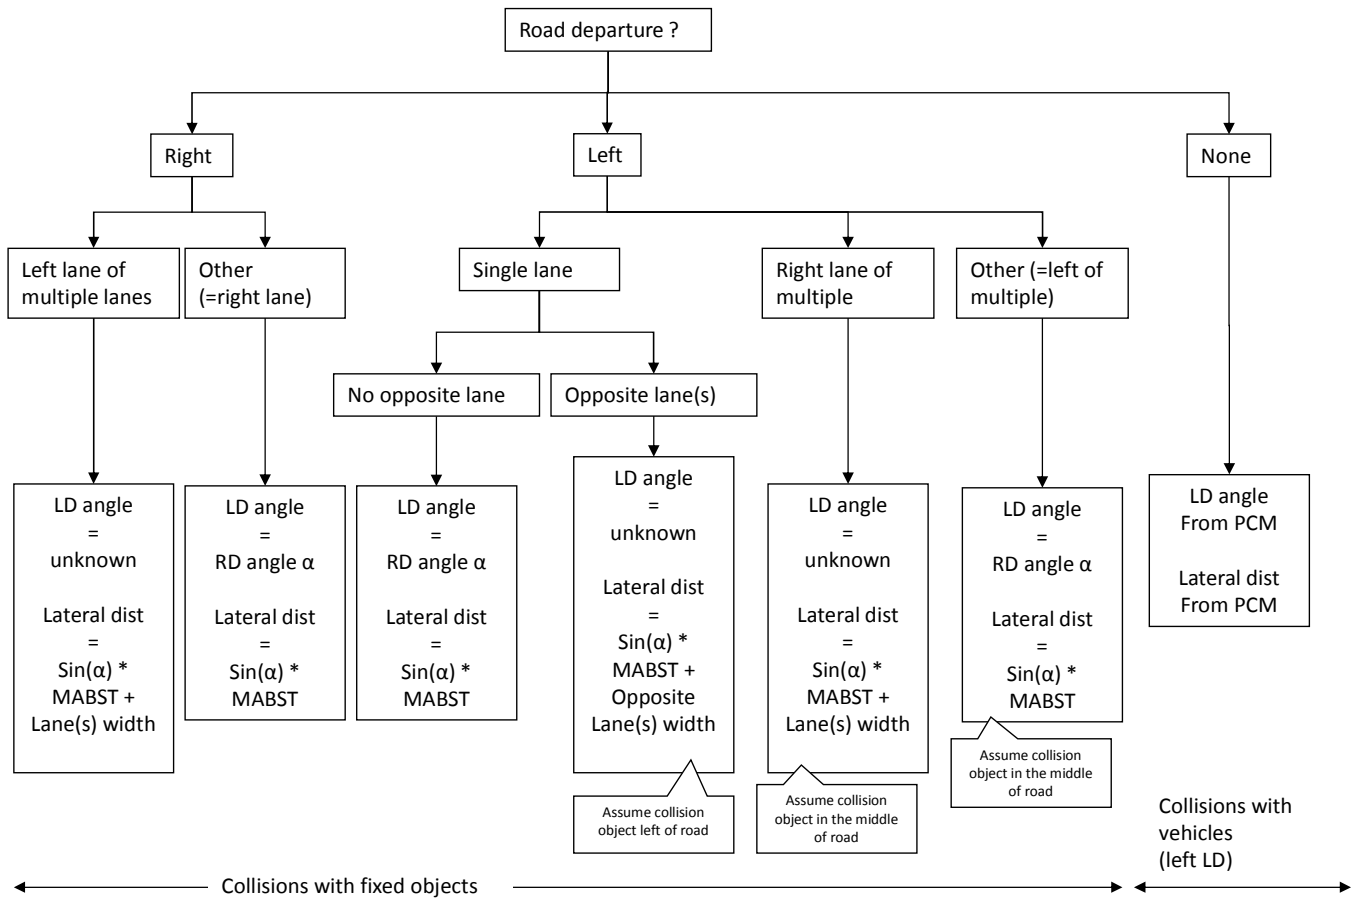 Road departure ?
Right
Left
None
Left lane of
multiple lanes
Other
(=right lane)
Single lane
Right lane of
multiple
Other (=left of
multiple)
No opposite lane
Opposite lane(s)
LD angle
=
unknown
Lateral dist
=
Sin(α) *
MABST +
Lane(s) width
LD angle
=
RD angle α
Lateral dist
=
Sin(α) *
MABST
LD angle
=
RD angle α
Lateral dist
=
Sin(α) *
MABST
LD angle
=
unknown
Lateral dist
=
Sin(α) *
MABST +
Opposite
Lane(s) width
LD angle
=
unknown
Lateral dist
=
Sin(α) *
MABST +
Lane(s) width
LD angle
=
RD angle α
Lateral dist
=
Sin(α) *
MABST
LD angle
From PCM
Lateral dist
From PCM
Assume collision
object left of road
Assume collision
object in the middle
of road
Assume collision
object in the middle
of road
Collisions with
vehicles
(left LD)
Collisions with fixed objects